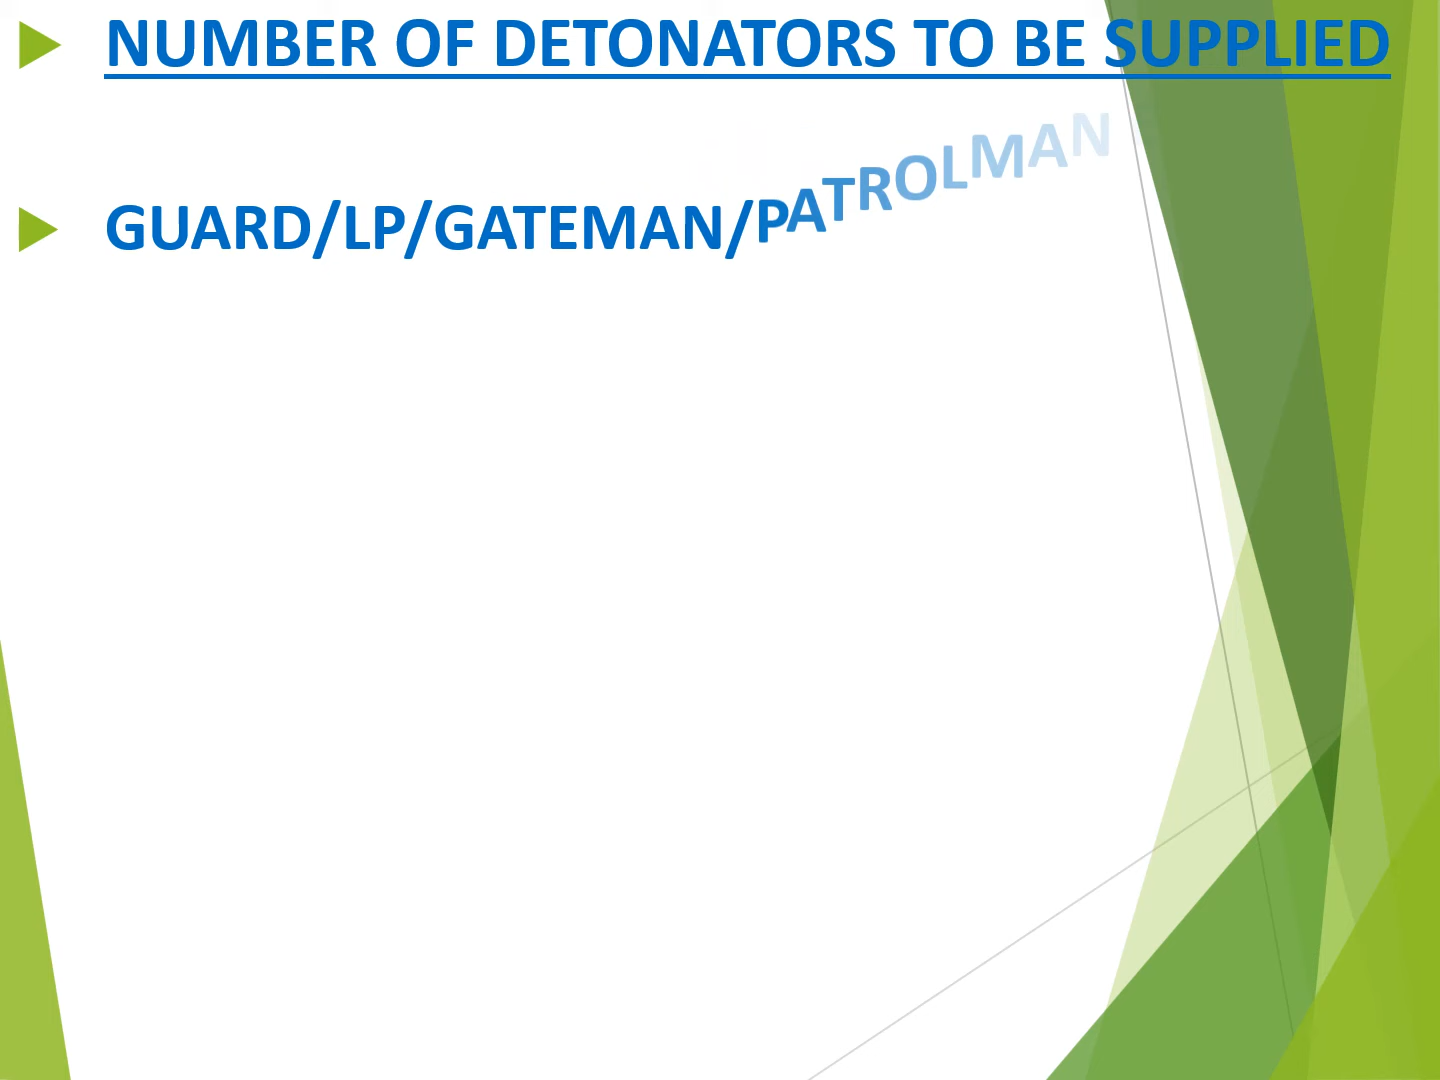 NUMBER OF DETONATORS TO BE SUPPLIED
GUARD/LP/GATEMAN/PATROLMAN